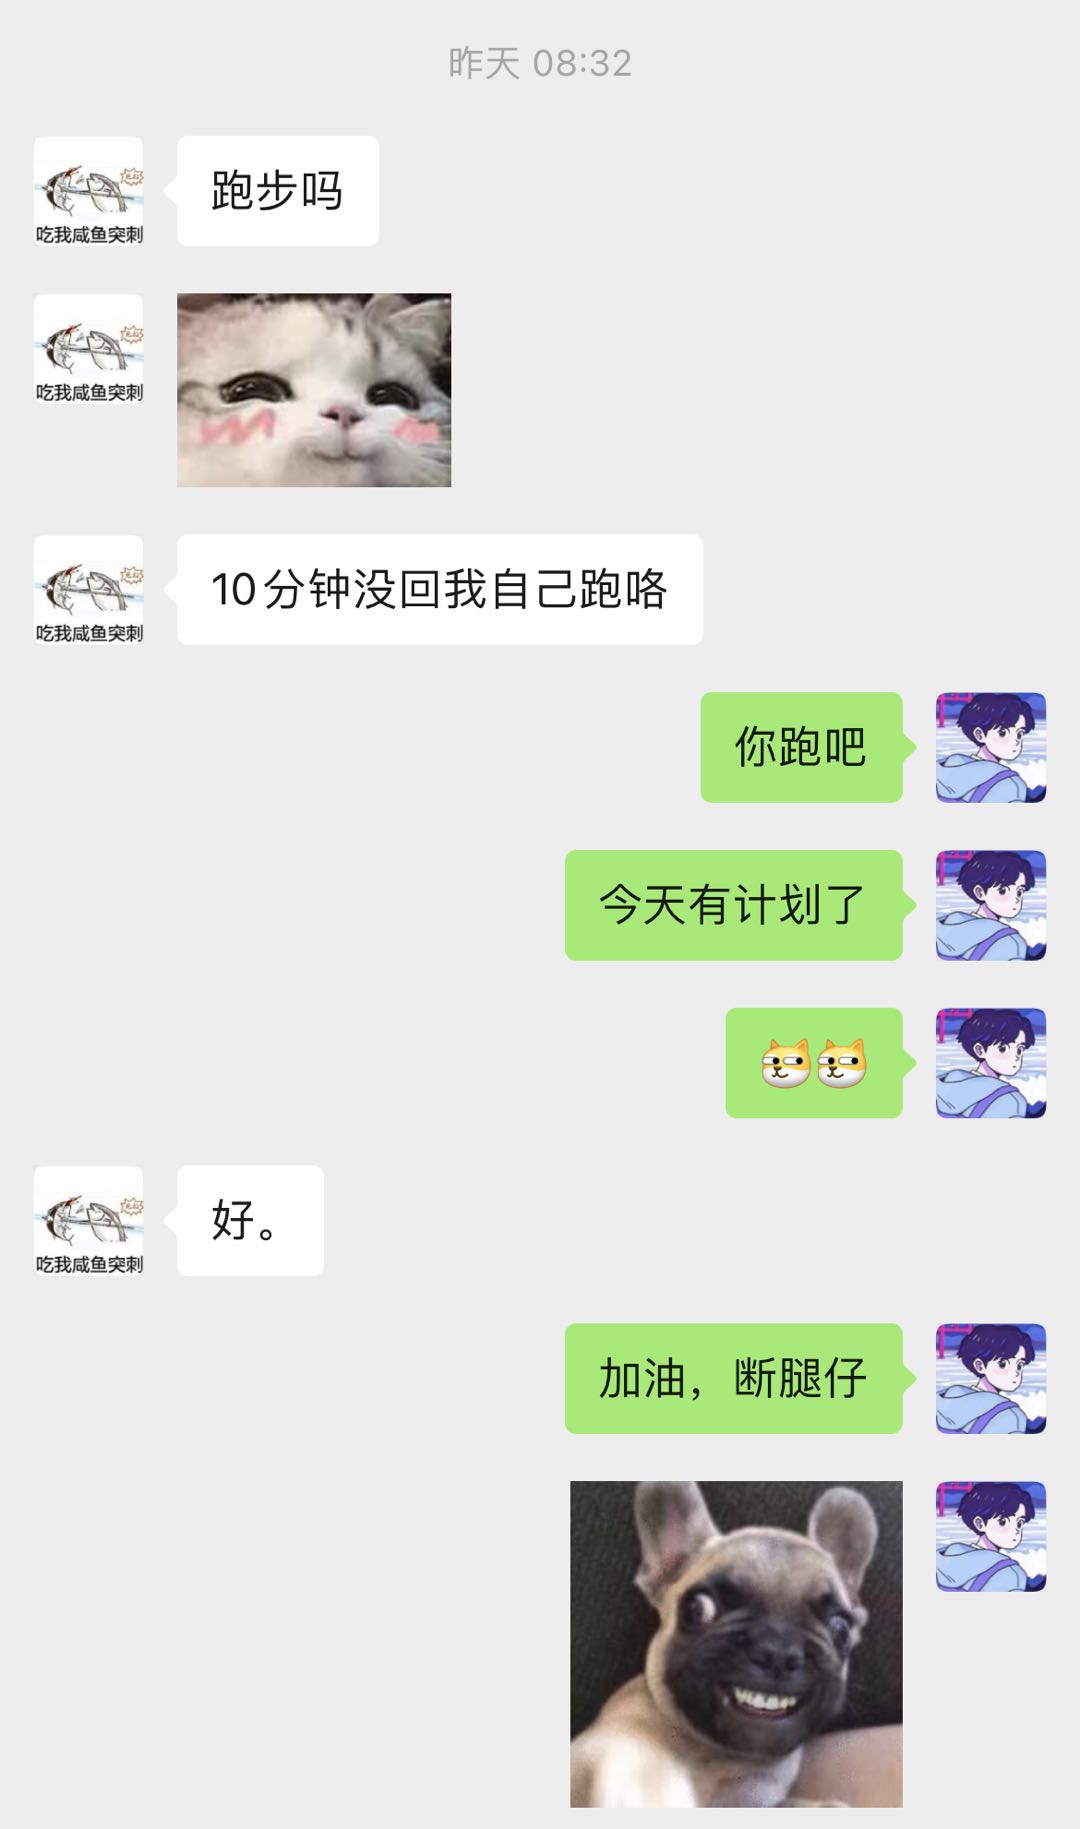 昨天 08:32
跑步吗
吃我咸鱼突刺
吃我咸鱼突刺
10分钟没回我自己跑咯
吃我咸鱼突刺
你跑吧
今天有计划了
好。
吃我咸鱼突刺
加油，断腿仔